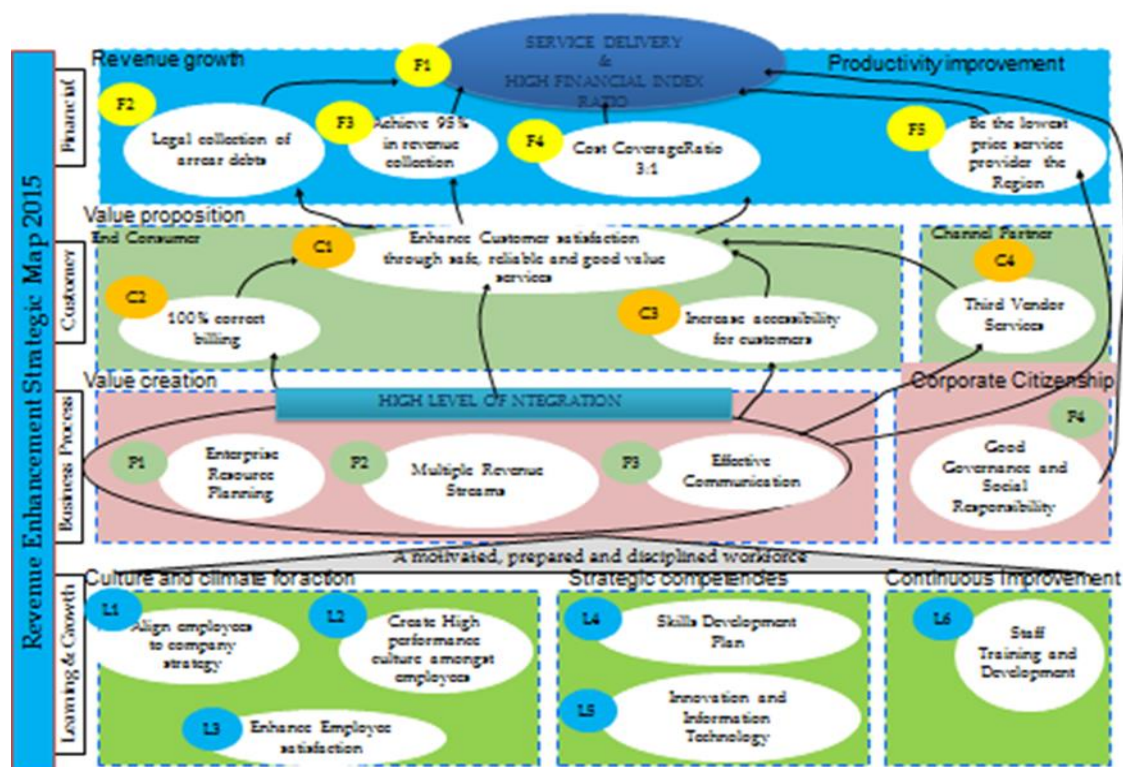 Revenue Enhancement Strategic Map 2015
Financial
Revenue growth
SERVICE DELIVERY
&
HIGH FINANCIAL INDEX
RATIO
Productivity improvement
F1
F2
Legal collection of
arrear debts
F3
Achieve 95%
in revenue
collection
F4
Cost CoverageRatio
3:1
F5
Be the lowest
price service
provider the
Region
Customer
Value proposition
End Consumer
C1
Enhance Customer satisfaction
through safe, reliable and good value
services
C2
100% correct
billing
C3
Increase accessibility
for customers
Channel Partner
C4
Third Vendor
Services
Business Process
Value creation
HIGH LEVEL OF NTEGRATION
P1
Enterprise
Resource
Planning
P2
Multiple Revenue
Streams
P3
Effective
Communication
Corporate Citizenship
P4
Good
Governance and
Social
Responsibility
A motivated, prepared and disciplined workforce
Learning & Growth
Culture and climate foraction
L1
Align employees
to company
strategy
L2
Create High
performance
culture amongst
employees
L3
Enhance Employee
satisfaction
Strategic competencies
L4
Skills Development
Plan
L5
Innovation and
Information
Technology
Continuous Improvement
L6
Staff
Training and
Development